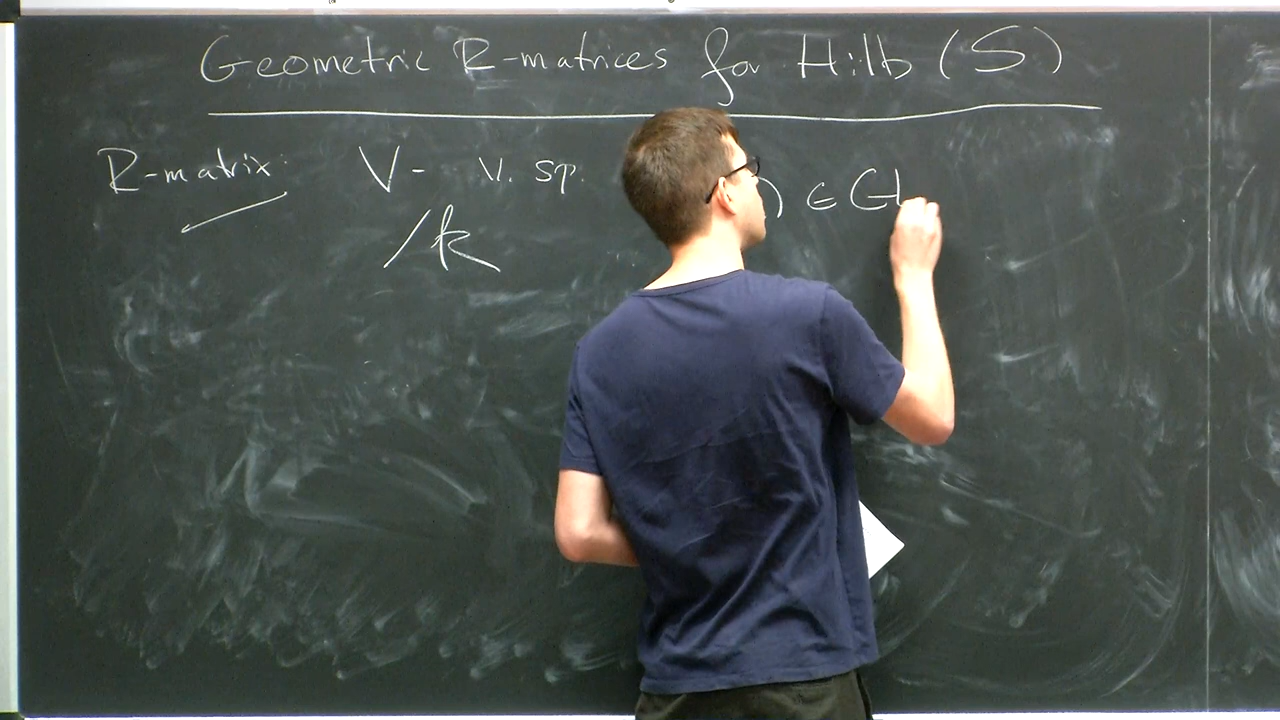 Geometric R-matrices for Hilb (S)
R-matrix: V - v. sp. ) ∈ GL
/k